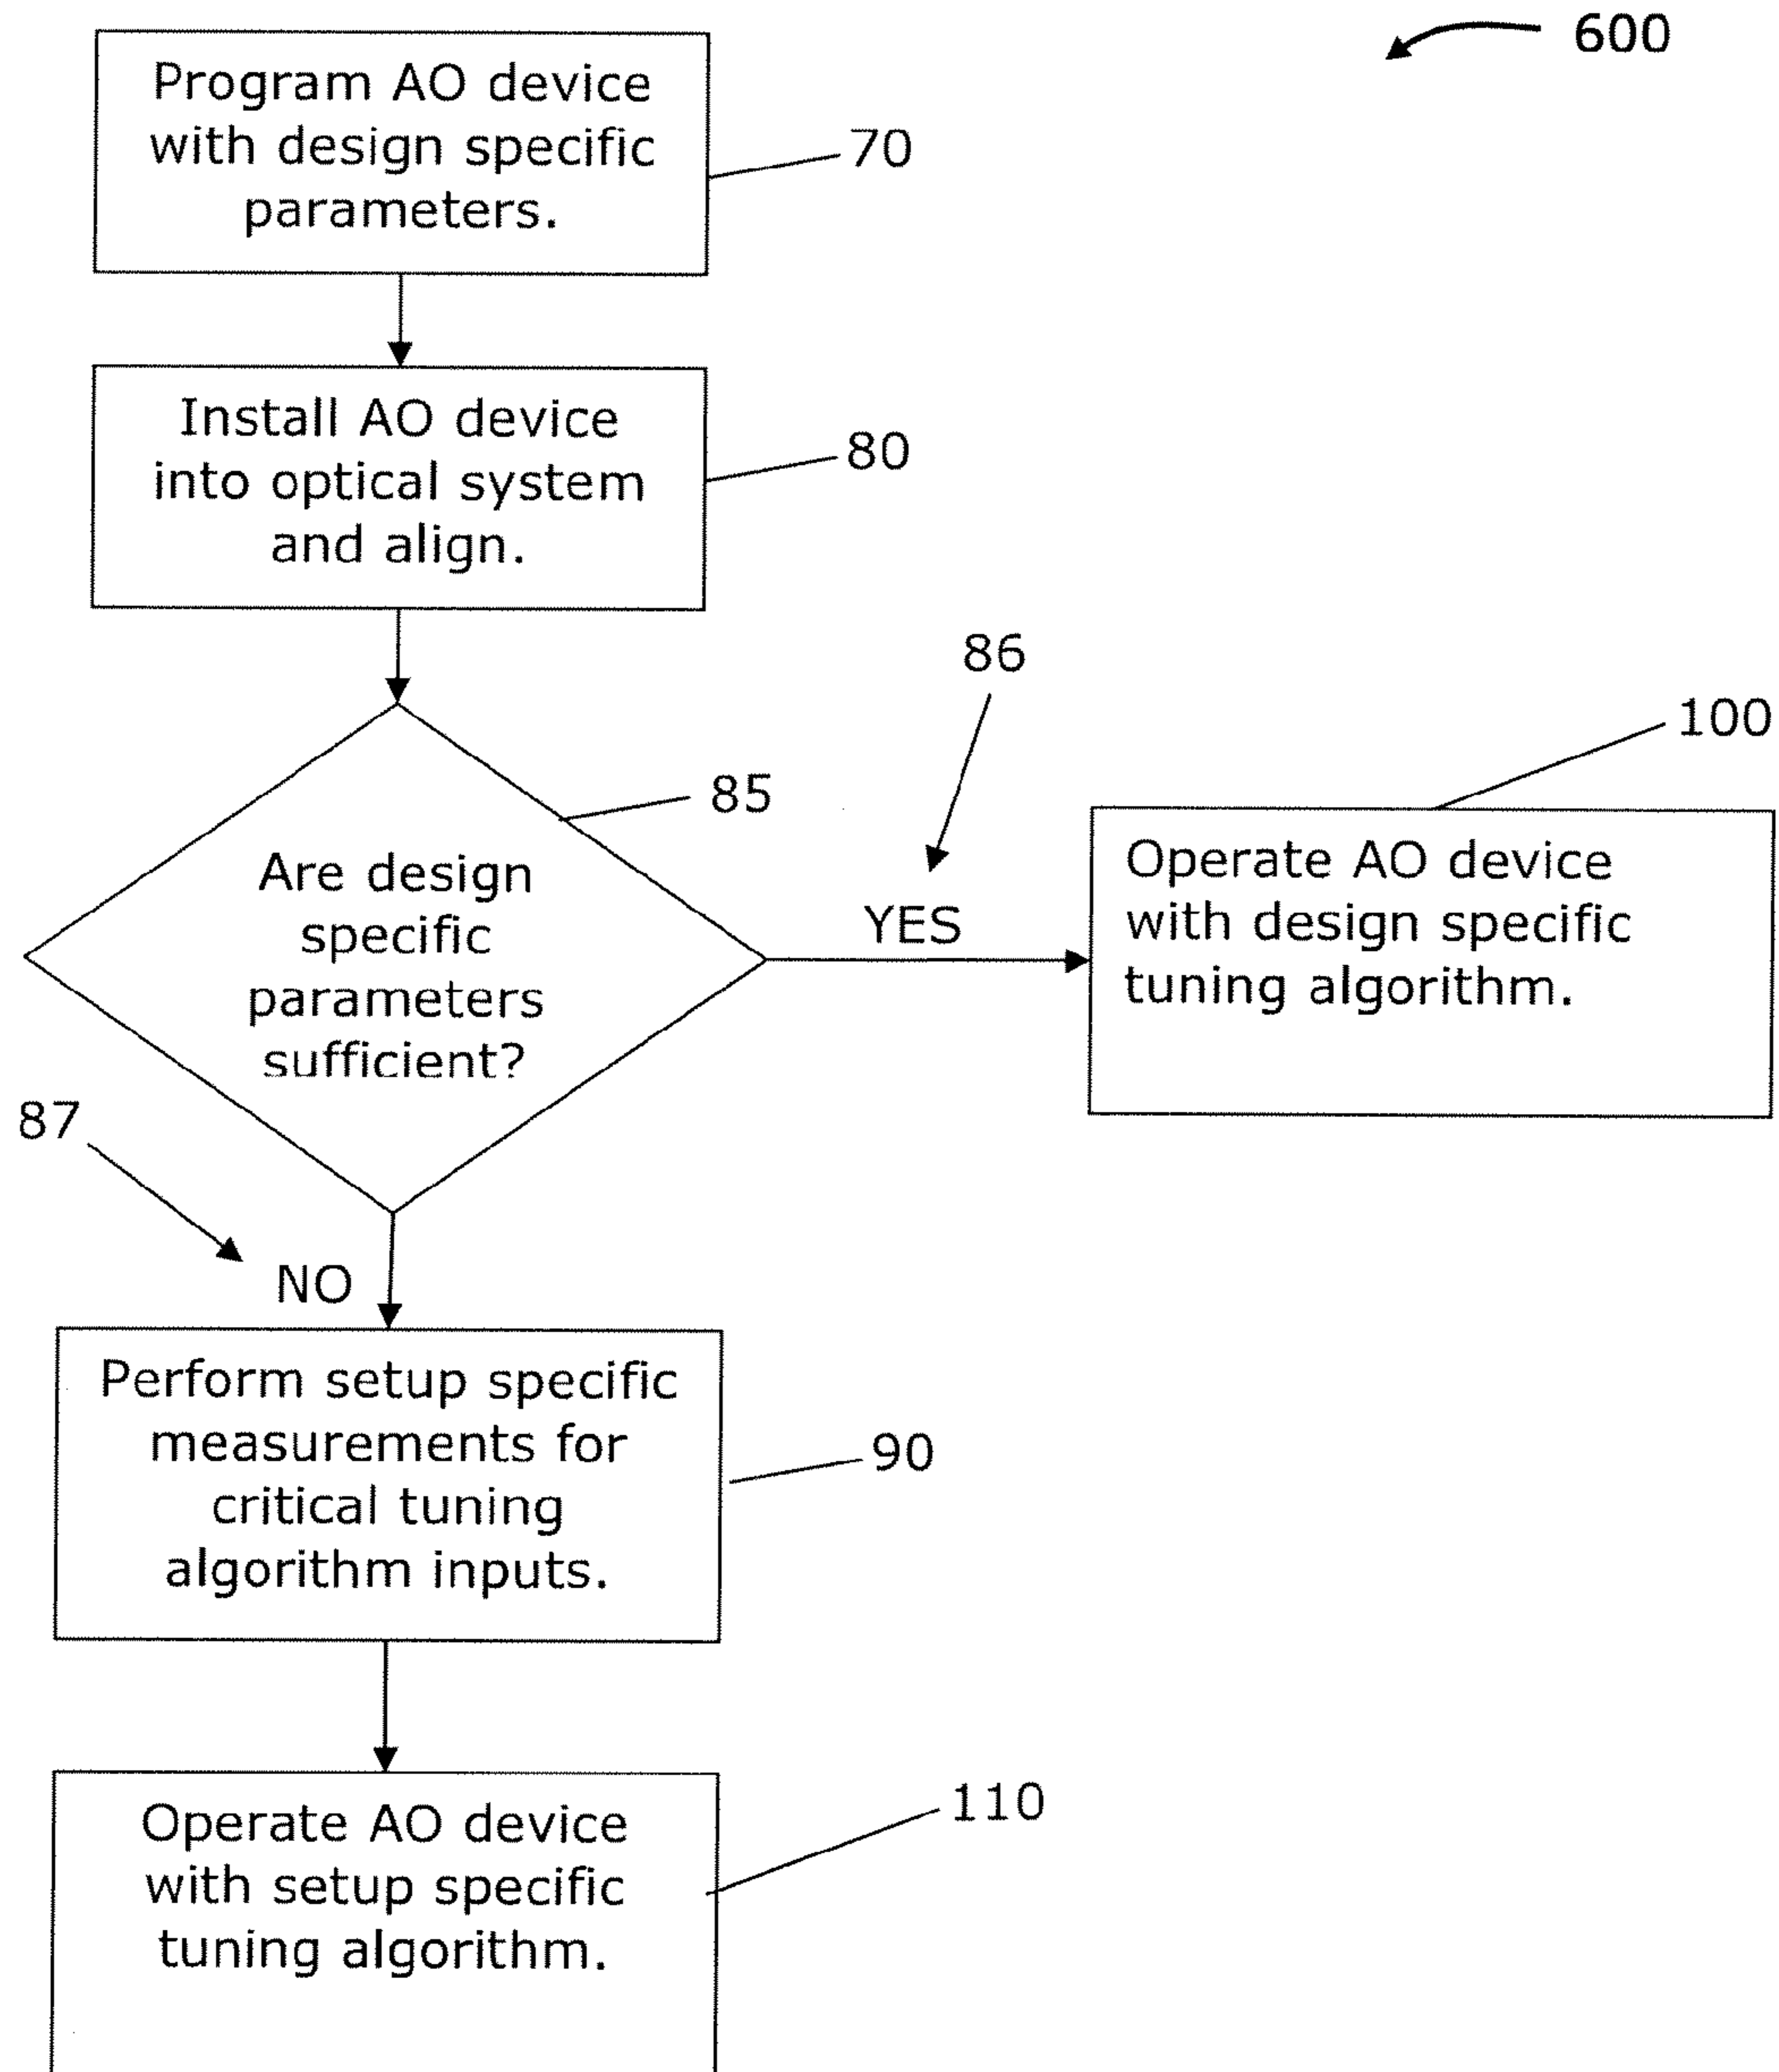 600
Program AO device
with design specific
parameters.
70
Install AO device
into optical system
and align.
80
86
100
85
Are design
specific
parameters
sufficient?
YES
Operate AO device
with design specific
tuning algorithm.
87
NO
Perform setup specific
measurements for
critical tuning
algorithm inputs.
90
Operate AO device
with setup specific
tuning algorithm.
110